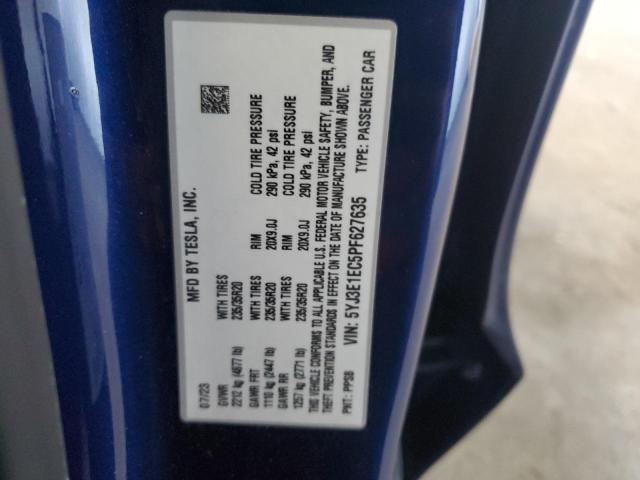 MFD BY TESLA, INC.
07/23
GVWR WITH TIRES RIM COLD TIRE PRESSURE
2212 kg (4877 lb) 235/35R20 20X9.0J 290 kPa, 42 psi
GAWR FRT WITH TIRES RIM COLD TIRE PRESSURE
1110 kg (2447 lb) 235/35R20 20X9.0J 290 kPa, 42 psi
GAWR RR
1257 kg (2771 lb) 235/35R20
THIS VEHICLE CONFORMS TO ALL APPLICABLE U.S. FEDERAL MOTOR VEHICLE SAFETY, BUMPER, AND
THEFT PREVENTION STANDARDS IN EFFECT ON THE DATE OF MANUFACTURE SHOWN ABOVE.
VIN: 5YJ3E1EC5PF627635
PNT: PPSB TYPE: PASSENGER CAR